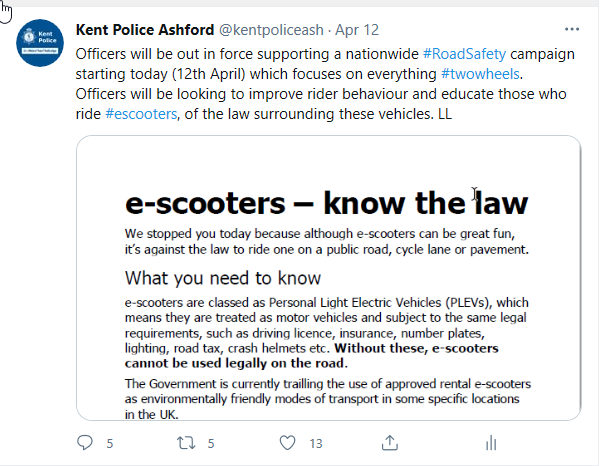 Kent Police Ashford @kentpoliceash · Apr 12
Officers will be out in force supporting a nationwide #RoadSafety campaign
starting today (12th April) which focuses on everything #twowheels.
Officers will be looking to improve rider behaviour and educate those who
ride #escooters, of the law surrounding these vehicles. LL
e-scooters – know the law
We stopped you today because although e-scooters can be great fun,
it's against the law to ride one on a public road, cycle lane or pavement.
What you need to know
e-scooters are classed as Personal Light Electric Vehicles (PLEVs), which
means they are treated as motor vehicles and subject to the same legal
requirements, such as driving licence, insurance, number plates,
lighting, road tax, crash helmets etc. Without these, e-scooters
cannot be used legally on the road.
The Government is currently trailling the use of approved rental e-scooters
as environmentally friendly modes of transport in some specific locations
in the UK.
5 5 13
Kent
Police